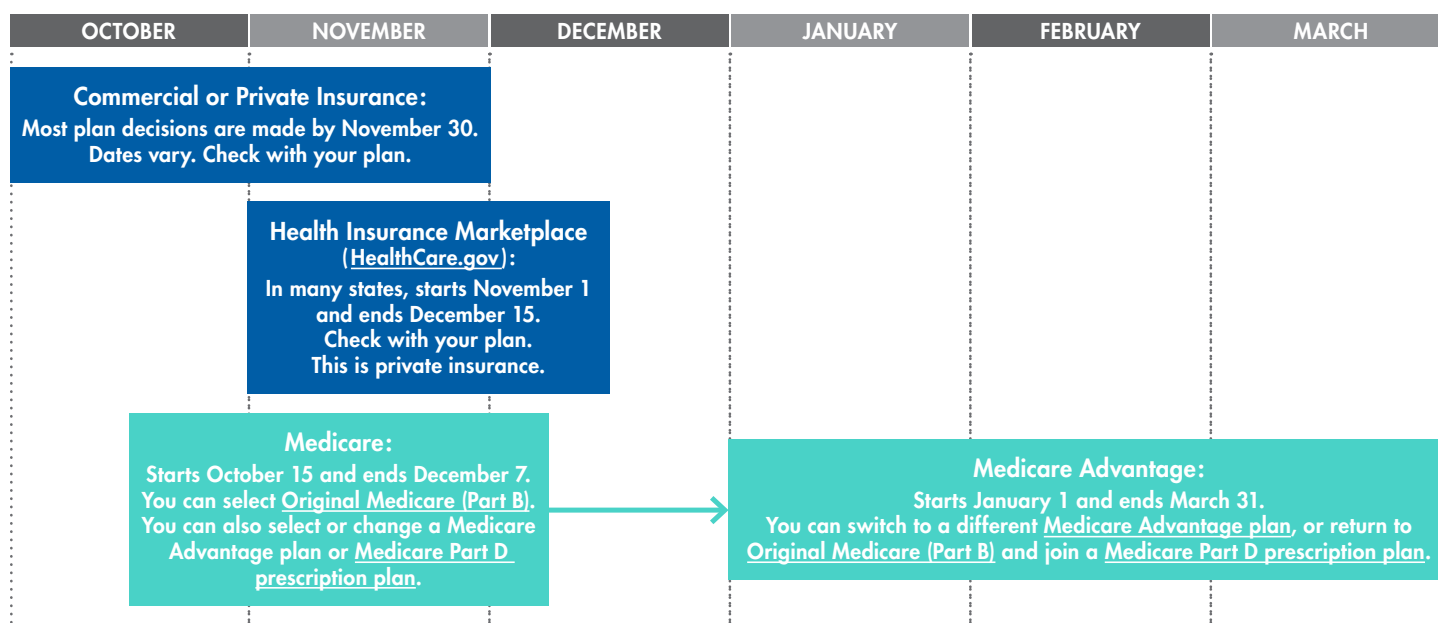 OCTOBER NOVEMBER DECEMBER JANUARY FEBRUARY MARCH
Commercial or Private Insurance:
Most plan decisions are made by November 30.
Dates vary. Check with your plan.
Health Insurance Marketplace
(HealthCare.gov):
In many states, starts November 1
and ends December 15.
Check with your plan.
This is private insurance.
Medicare:
Starts October 15 and ends December 7.
You can select Original Medicare (Part B).
You can also select or change a Medicare
Advantage plan or Medicare Part D
prescription plan.
Medicare Advantage:
Starts January 1 and ends March 31.
You can switch to a different Medicare Advantage plan, or return to
Original Medicare (Part B) and join a Medicare Part D prescription plan.